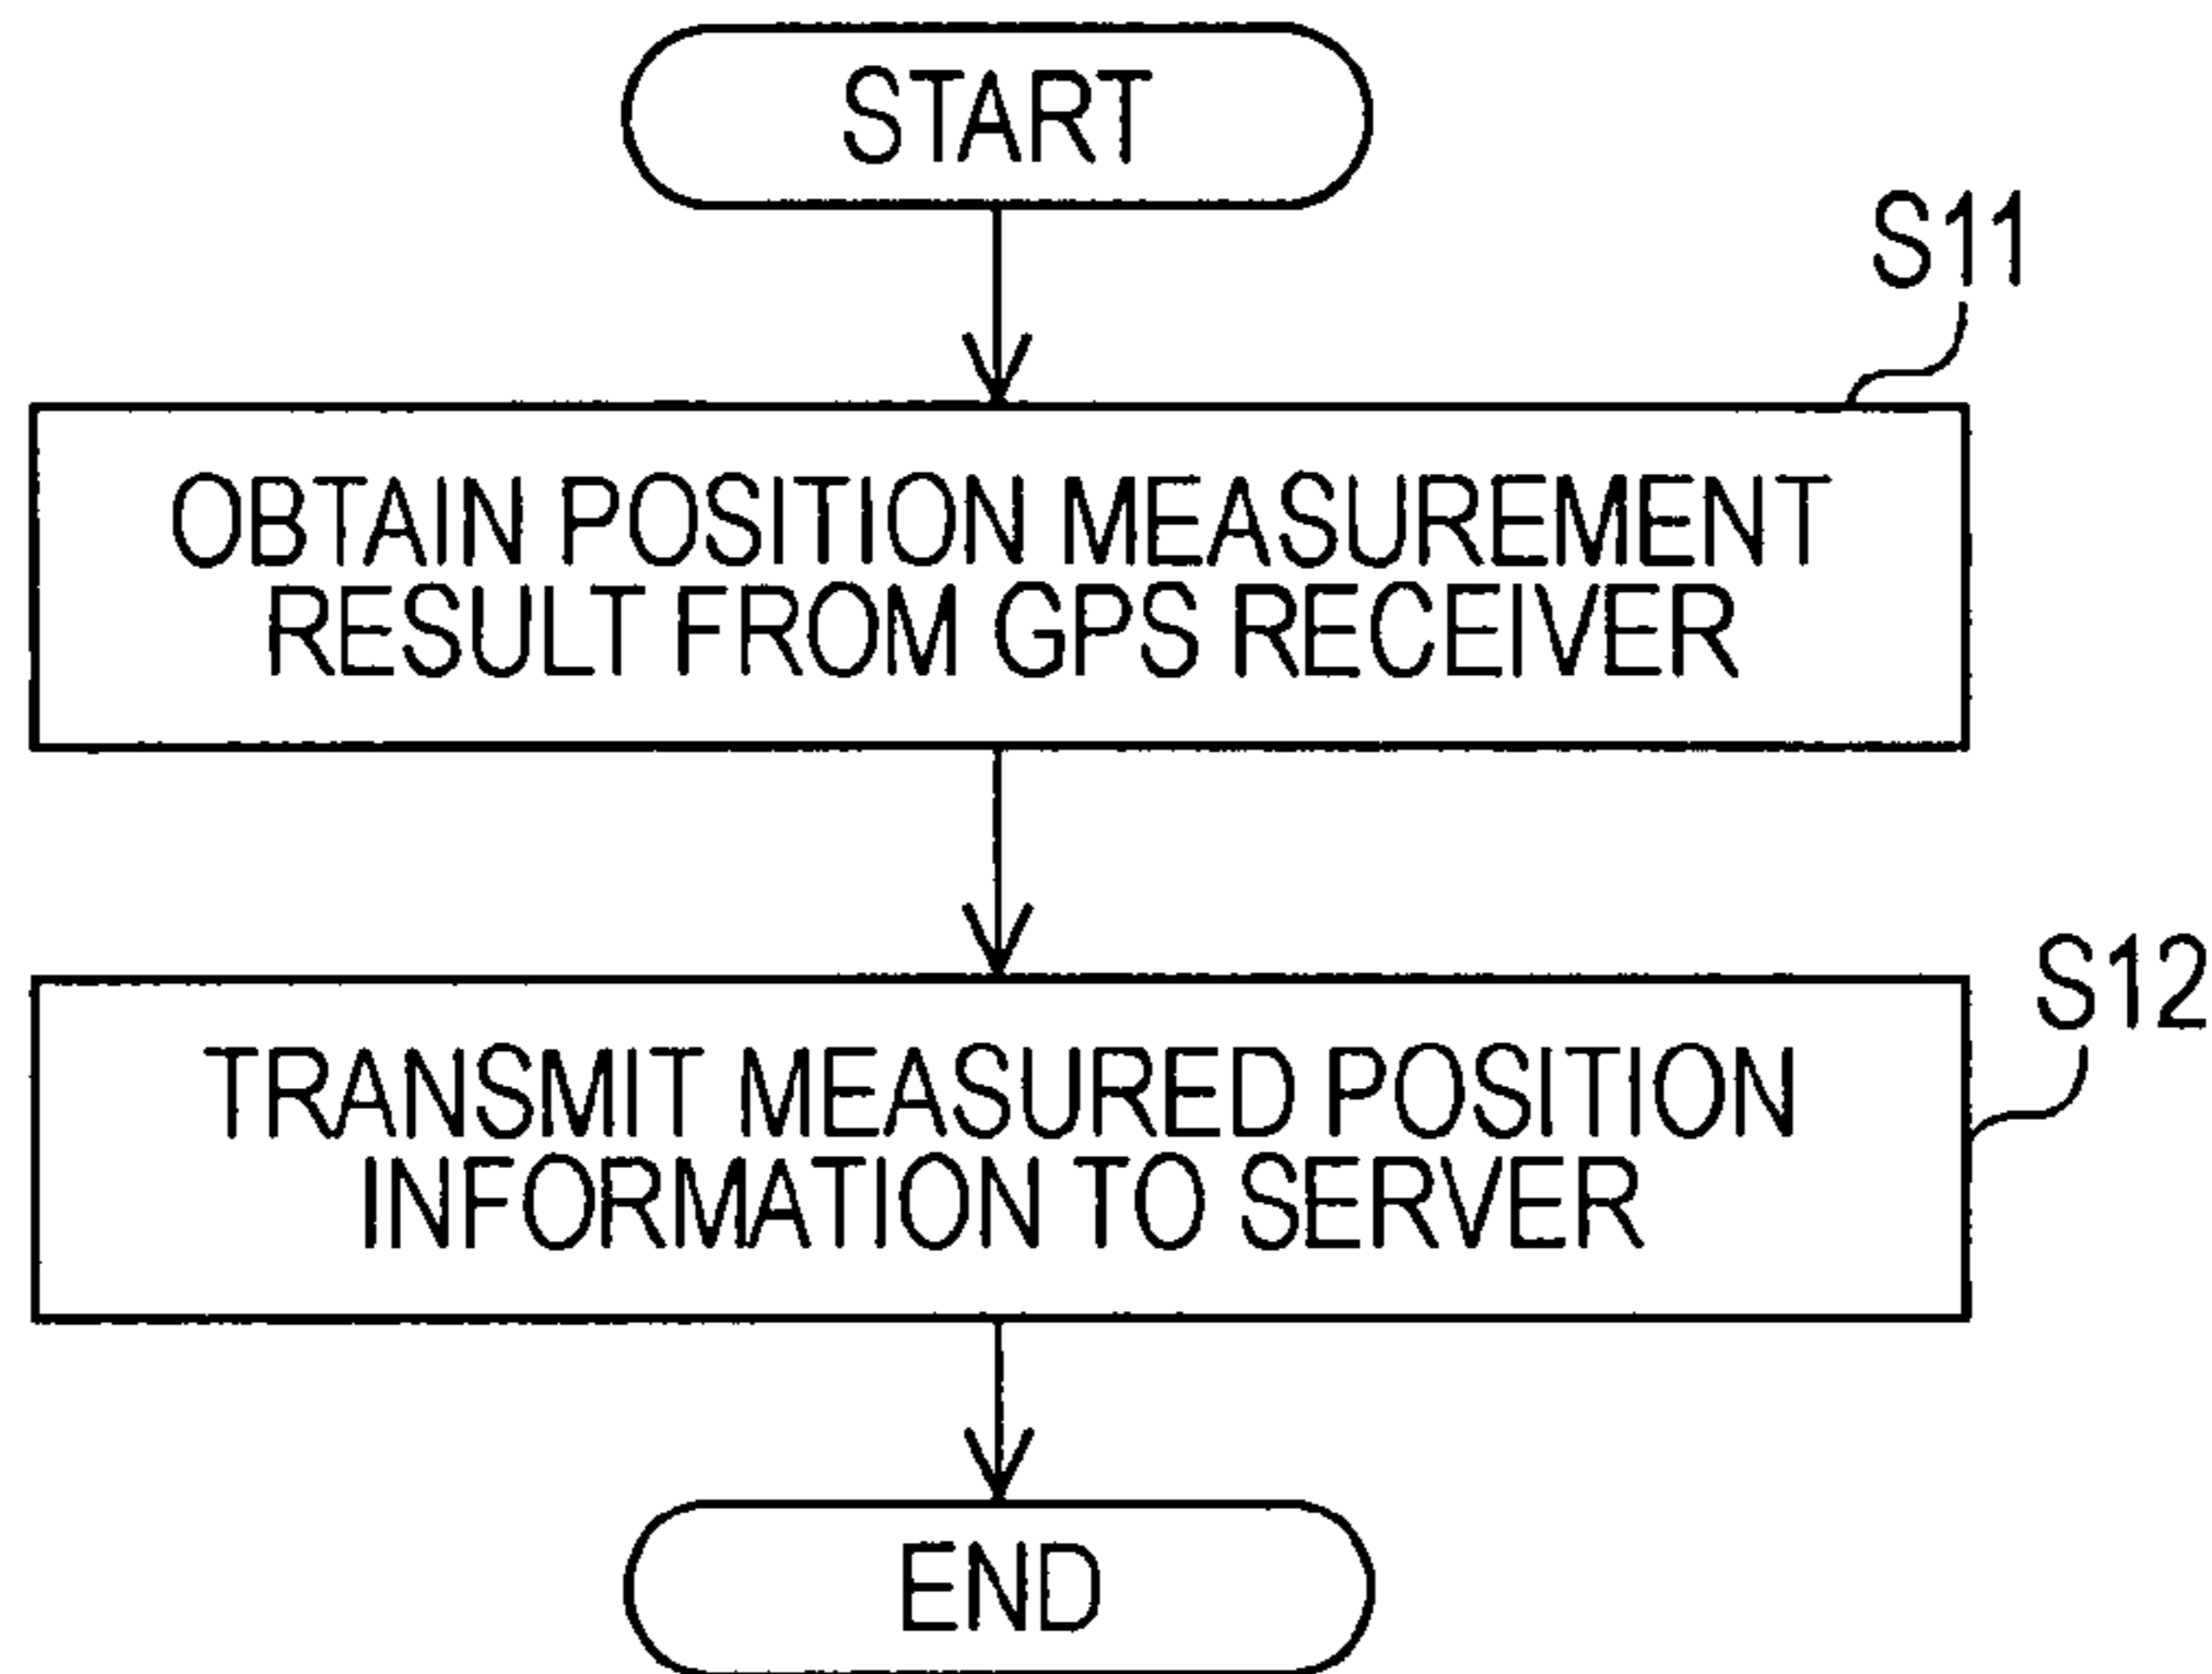 START
S11
OBTAIN POSITION MEASUREMENT
RESULT FROM GPS RECEIVER
S12
TRANSMIT MEASURED POSITION
INFORMATION TO SERVER
END